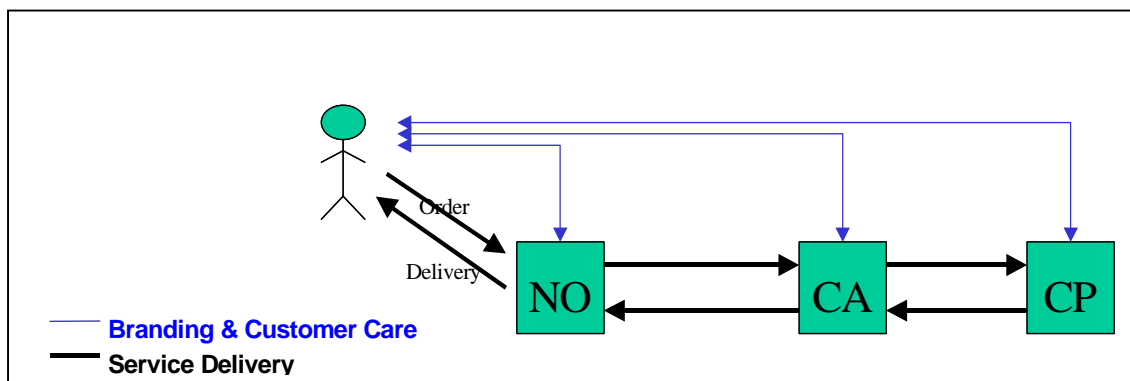 Order
Delivery
NO
CA
CP
Branding & Customer Care
Service Delivery